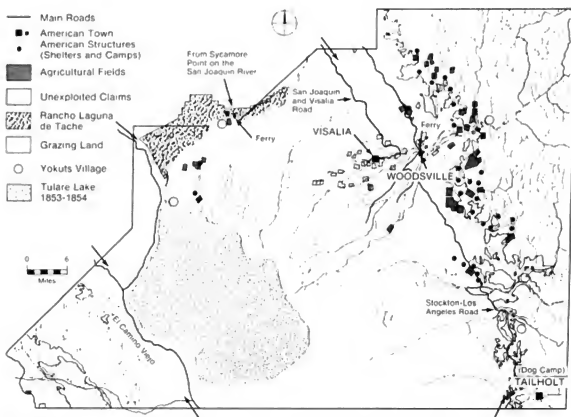 Main Roads
American Town
American Structures
(Shelters and Camps)
Agricultural Fields
Unexploited Claims
Rancho Laguna
de Tache
Grazing Land
Yokuts Village
Tulare Lake
1853-1854
0 6
Miles
From Sycamore
Point on the
San Joaquin River
Ferry
San Joaquin
and Visalia
Road
VISALIA
Ferry
WOODSVILLE
Stockton-Los
Angeles Road
El Camino Viejo
(Dog Camp)
TAILHOLT